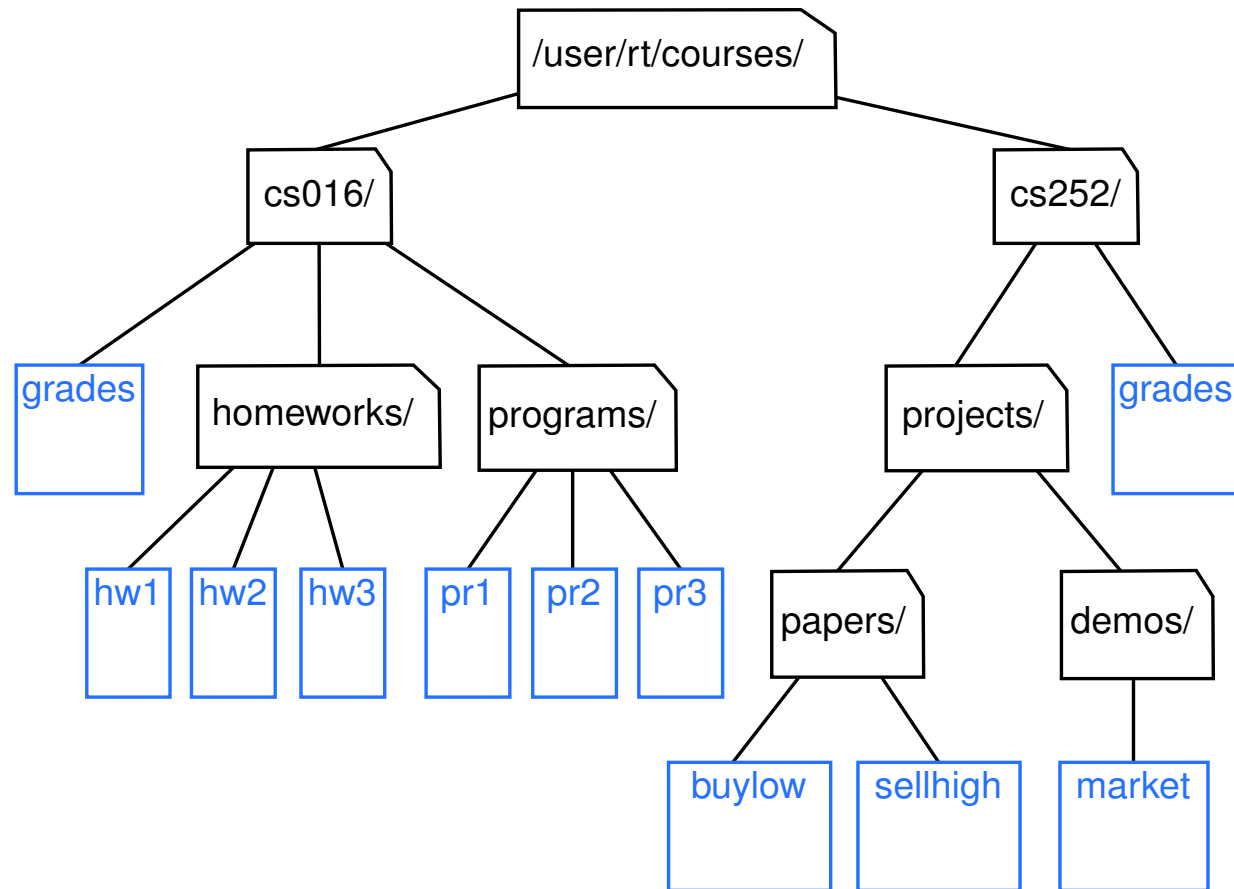 /user/rt/courses/
cs016/
cs252/
grades
homeworks/
programs/
projects/
grades
hw1
hw2
hw3
pr1
pr2
pr3
papers/
demos/
buylow
sellhigh
market